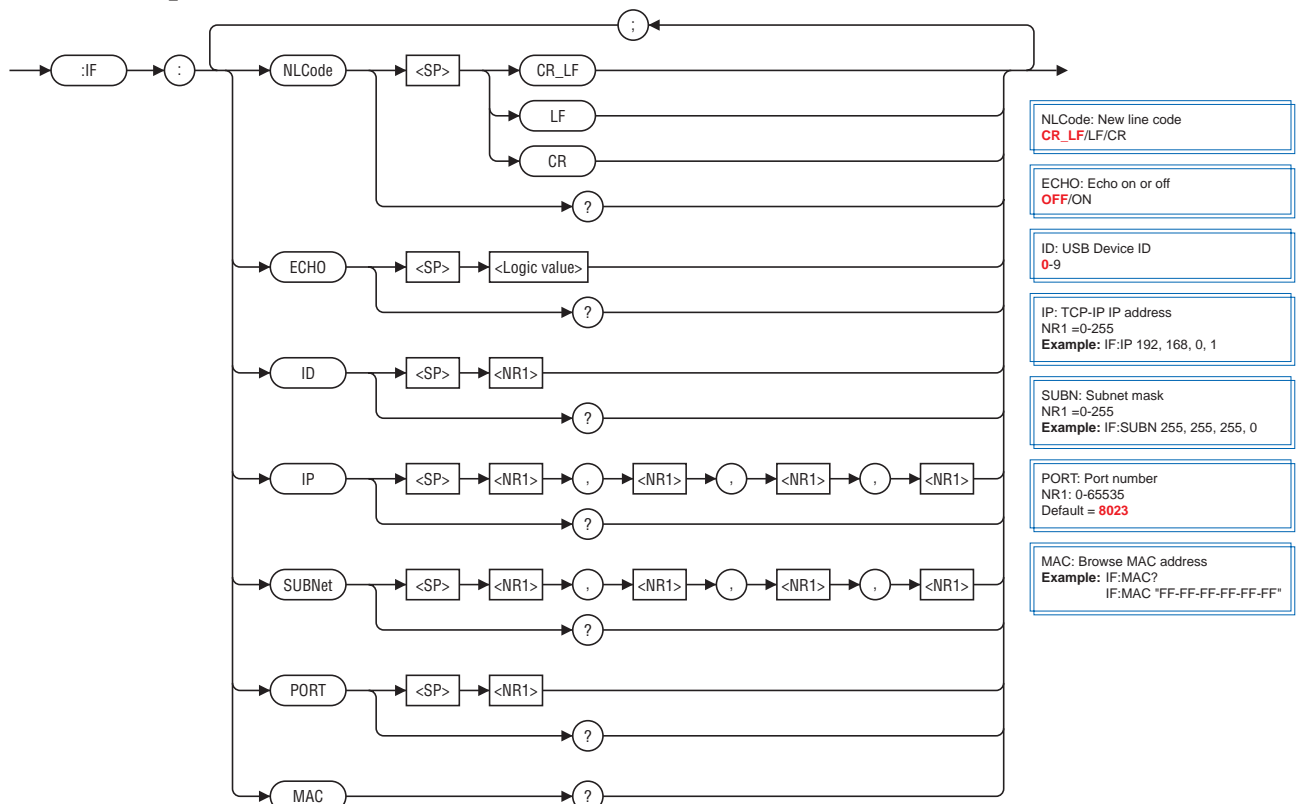 ;
:IF : NLCode <SP> CR_LF
LF
CR
?
ECHO <SP> <Logic value>
?
ID <SP> <NR1>
?
IP <SP> <NR1> , <NR1> , <NR1> , <NR1>
?
SUBNet <SP> <NR1> , <NR1> , <NR1> , <NR1>
?
PORT <SP> <NR1>
?
MAC ?
NLCode: New line code
CR_LF/LF/CR
ECHO: Echo on or off
OFF/ON
ID: USB Device ID
0-9
IP: TCP-IP IP address
NR1 =0-255
Example: IF:IP 192, 168, 0, 1
SUBN: Subnet mask
NR1 =0-255
Example: IF:SUBN 255, 255, 255, 0
PORT: Port number
NR1: 0-65535
Default = 8023
MAC: Browse MAC address
Example: IF:MAC?
IF:MAC "FF-FF-FF-FF-FF-FF"